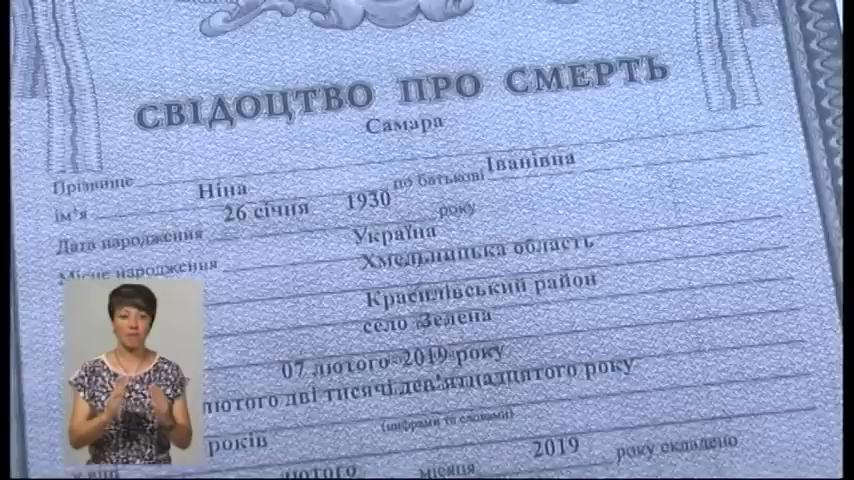 СВІДОЦТВО ПРО СМЕРТЬ
Самара
Прізвище
Ніна по батькові Іванівна
ім'я
26 січня 1930 року
Дата народження
Україна
Місце народження
Хмельницька область
Красилівський район
село Зелена
07 лютого 2019 року
лютого дві тисячі дев'ятнадцятого року
(цифрами та словами)
років
лютого місяця 2019 року складено